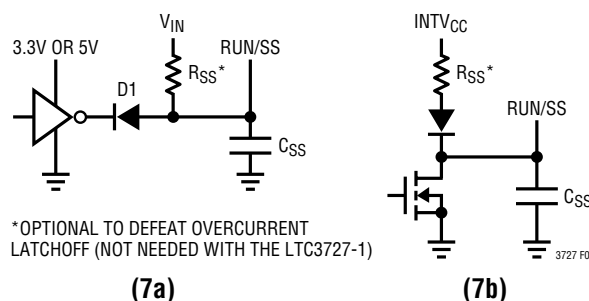 3.3V OR 5V
V_IN
RUN/SS
D1
R_SS*
C_SS
*OPTIONAL TO DEFEAT OVERCURRENT
LATCHOFF (NOT NEEDED WITH THE LTC3727-1)
(7a)
INTV_CC
R_SS*
RUN/SS
C_SS
3727 F0
(7b)